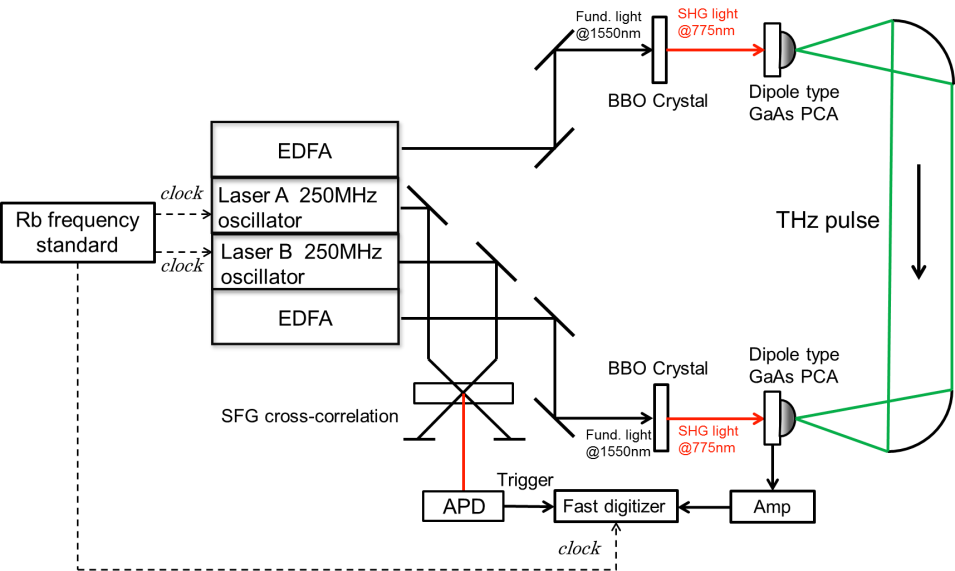 Fund. light
@1550nm
SHG light
@775nm
BBO Crystal
Dipole type
GaAs PCA
EDFA
clock
Laser A 250MHz
oscillator
Rb frequency
standard
THz pulse
clock
Laser B 250MHz
oscillator
EDFA
Dipole type
GaAs PCA
BBO Crystal
SFG cross-correlation
Fund. light
@1550nm
SHG light
@775nm
Trigger
APD
Fast digitizer
Amp
clock